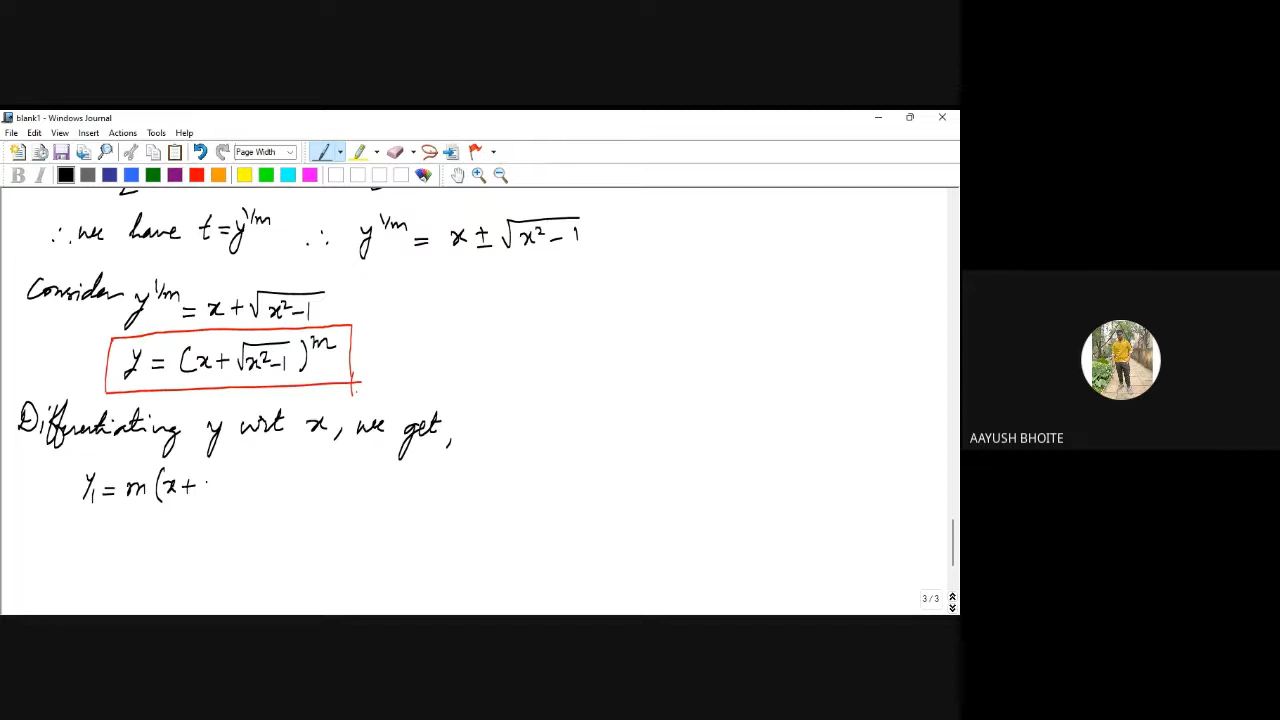 blank1 - Windows Journal
File Edit View Insert Actions Tools Help
Page Width
B I
∴ we have t = y^1/m ∴ y^1/m = x ± √x²-1
Consider y^1/m = x + √x²-1
y = (x + √x²-1)^m
Differentiating y wrt x, we get,
y₁ = m (x +
3 / 3
AAYUSH BHOITE